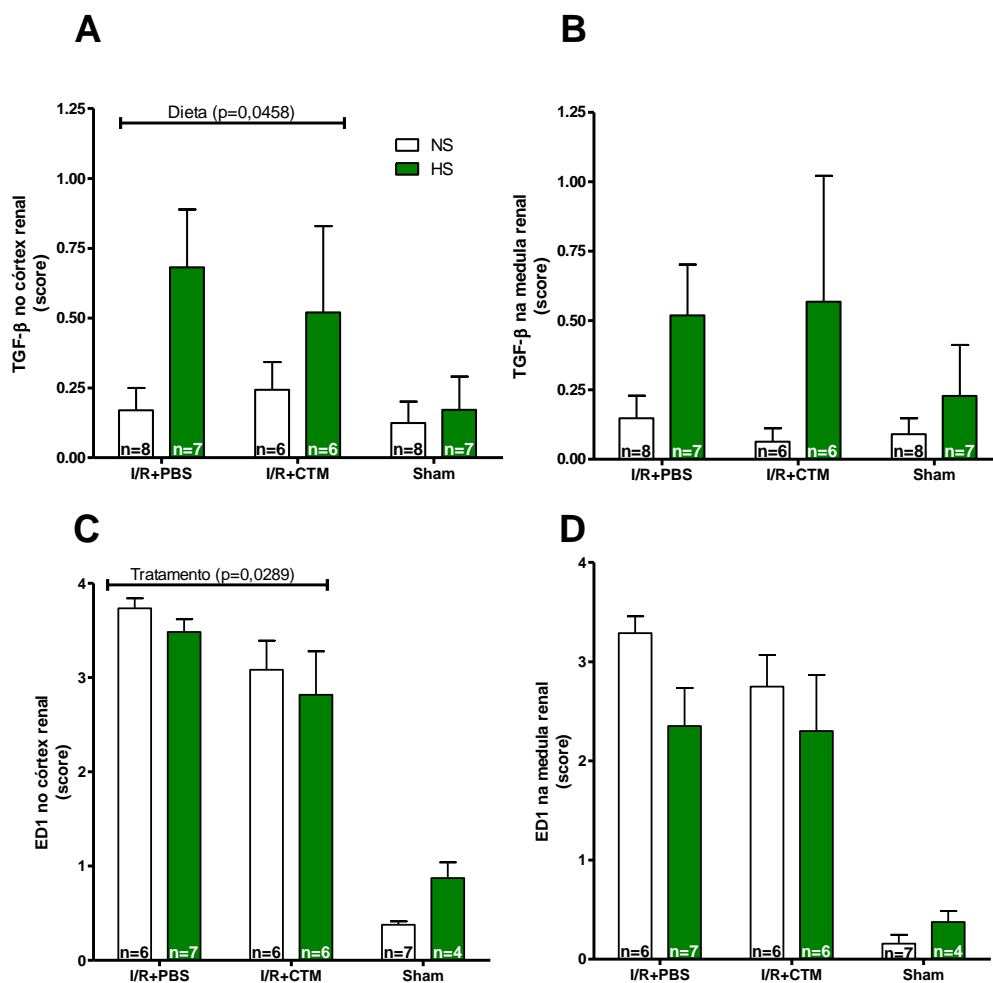 A
Dieta (p=0,0458)
NS
HS
TGF-β no córtex renal
(score)
1.25
1.00
0.75
0.50
0.25
0.00
n=8 n=7 n=6 n=6 n=8 n=7
I/R+PBS I/R+CTM Sham
B
TGF-β na medula renal
(score)
1.25
1.00
0.75
0.50
0.25
0.00
n=8 n=7 n=6 n=6 n=8 n=7
I/R+PBS I/R+CTM Sham
C
Tratamento (p=0,0289)
ED1 no córtex renal
(score)
4
3
2
1
0
n=6 n=7 n=6 n=6 n=7 n=4
I/R+PBS I/R+CTM Sham
D
ED1 na medula renal
(score)
4
3
2
1
0
n=6 n=7 n=6 n=6 n=7 n=4
I/R+PBS I/R+CTM Sham